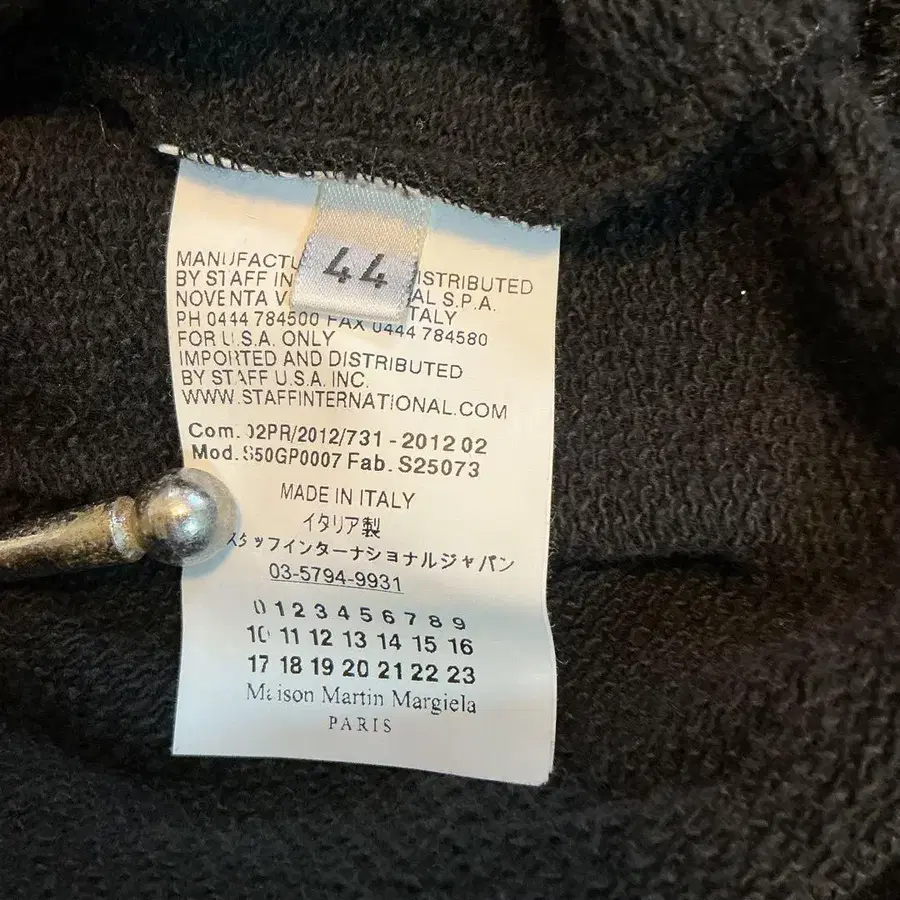 44
MANUFACTU ISTRIBUTED
BY STAFF IN AL S.P.A.
NOVENTA V TALY
PH 0444 784500 FAX 0444 784580
FOR U.S.A. ONLY
IMPORTED AND DISTRIBUTED
BY STAFF U.S.A. INC.
WWW.STAFFINTERNATIONAL.COM
Com. 02PR/2012/731 - 2012 02
Mod. S50GP0007 Fab. S25073
MADE IN ITALY
イタリア製
スタッフインターナショナルジャパン
03-5794-9931
0 1 2 3 4 5 6 7 8 9
10 11 12 13 14 15 16
17 18 19 20 21 22 23
Maison Martin Margiela
PARIS